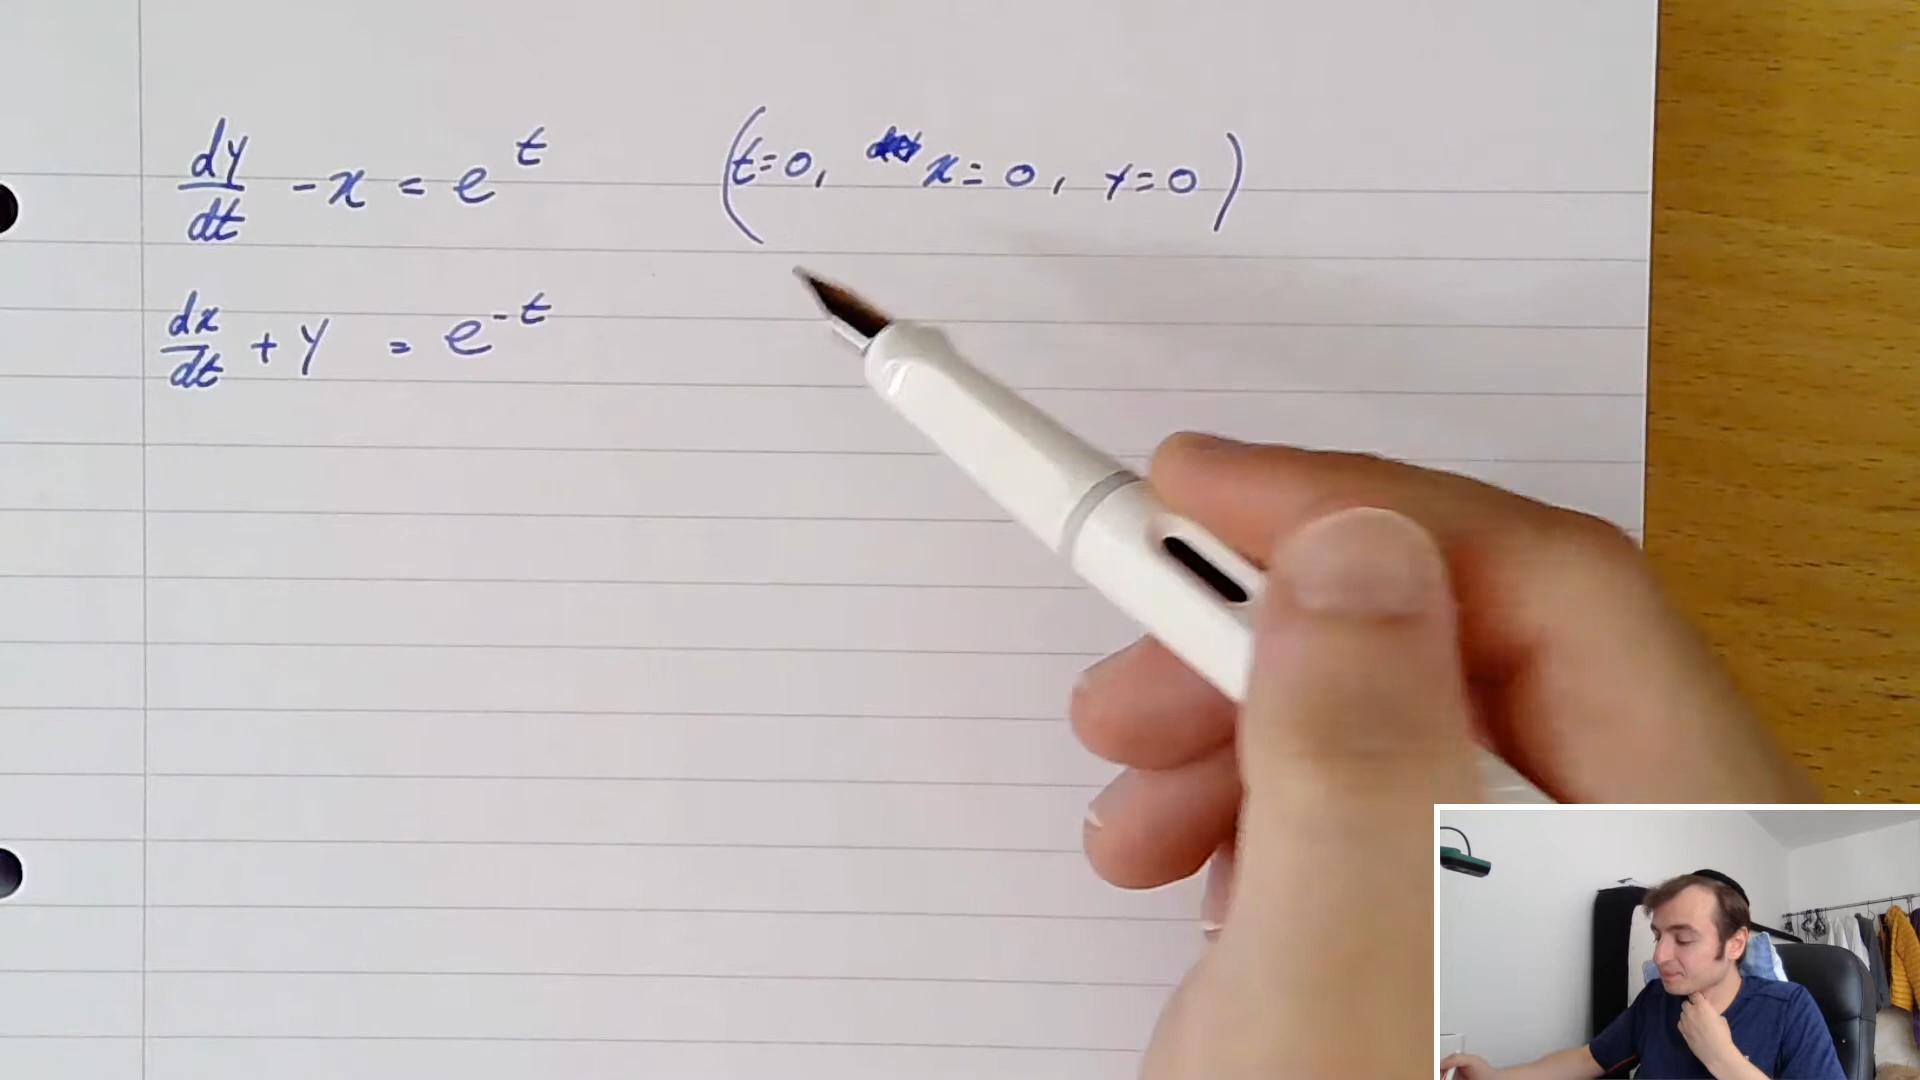 dy/dt - x = e^t (t=0, x=0, y=0)
dx/dt + y = e^-t